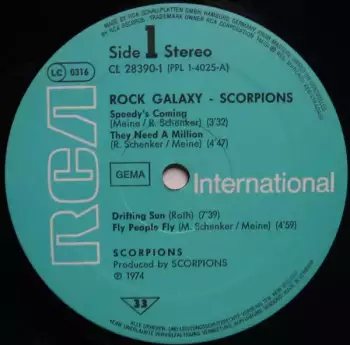 Side 1 Stereo
CL 28390-1 (PPL 1-4025-A)
LC 0316
ROCK GALAXY - SCORPIONS
Speedy's Coming
(Meine / R. Schenker) (3'32)
They Need A Million
(R. Schenker / Meine) (4'47)
GEMA
RCA
International
Drifting Sun (Roth) (7'39)
Fly People Fly (M. Schenker / Meine) (4'59)
SCORPIONS
Produced by SCORPIONS
℗ 1974
33